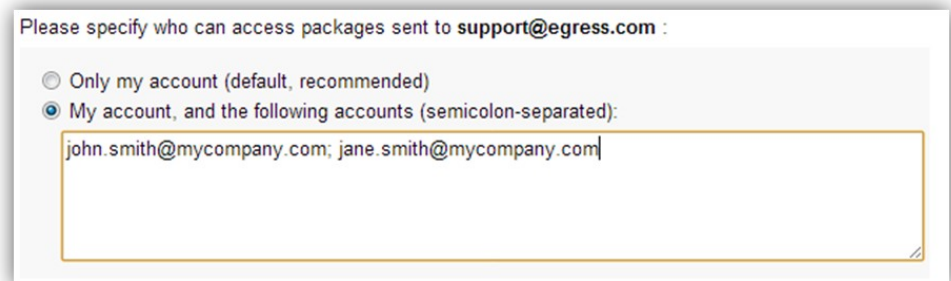 Please specify who can access packages sent to support@egress.com :
Only my account (default, recommended)
My account, and the following accounts (semicolon-separated):
john.smith@mycompany.com; jane.smith@mycompany.com